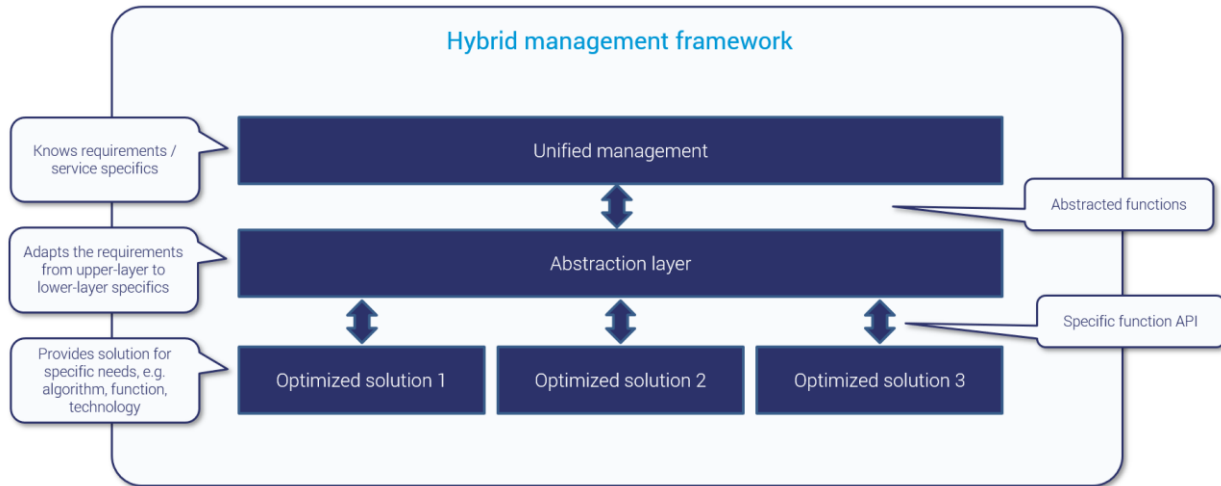 Hybrid management framework
Knows requirements /
service specifics
Unified management
Abstracted functions
Adapts the requirements
from upper-layer to
lower-layer specifics
Abstraction layer
Specific function API
Provides solution for
specific needs, e.g.
algorithm, function,
technology
Optimized solution 1
Optimized solution 2
Optimized solution 3